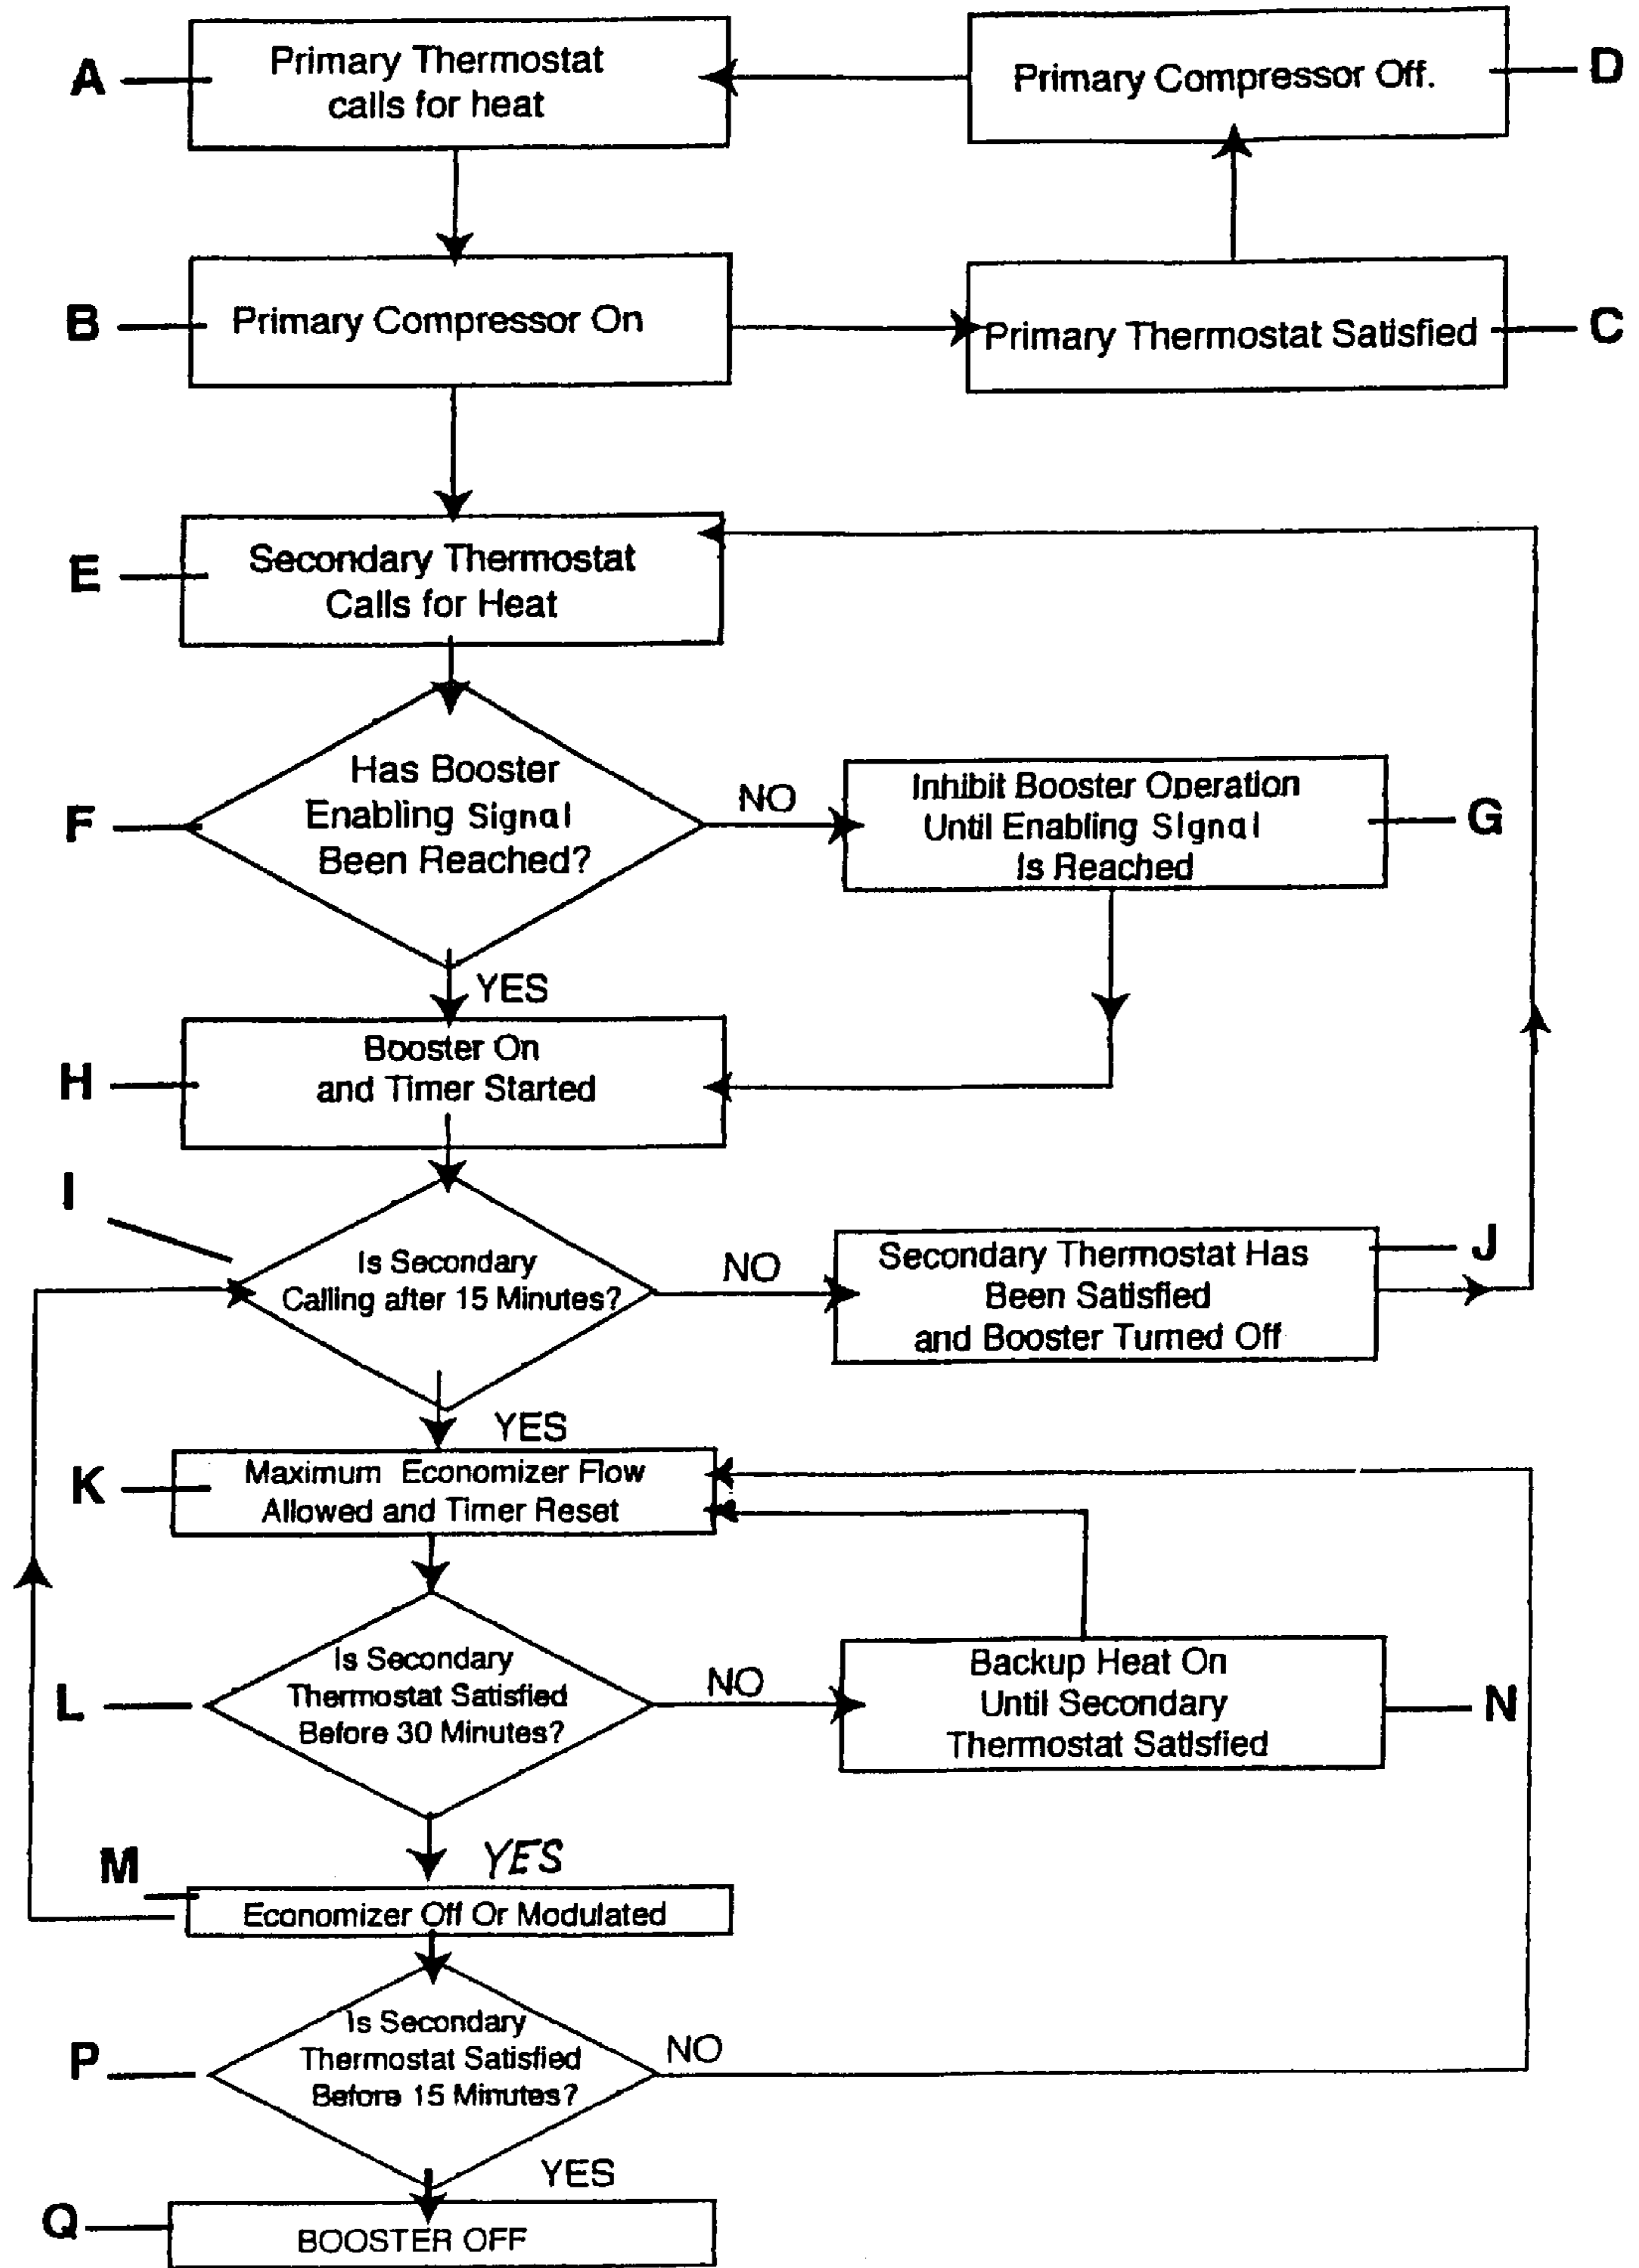 A
Primary Thermostat
calls for heat
Primary Compressor Off.
D
B
Primary Compressor On
Primary Thermostat Satisfied
C
E
Secondary Thermostat
Calls for Heat
F
Has Booster
Enabling Signal
Been Reached?
NO
Inhibit Booster Operation
Until Enabling Signal
Is Reached
G
YES
H
Booster On
and Timer Started
I
Is Secondary
Calling after 15 Minutes?
NO
Secondary Thermostat Has
Been Satisfied
and Booster Turned Off
J
YES
K
Maximum Economizer Flow
Allowed and Timer Reset
L
Is Secondary
Thermostat Satisfied
Before 30 Minutes?
NO
Backup Heat On
Until Secondary
Thermostat Satisfied
N
YES
M
Economizer Off Or Modulated
P
Is Secondary
Thermostat Satisfied
Before 15 Minutes?
NO
YES
Q
BOOSTER OFF